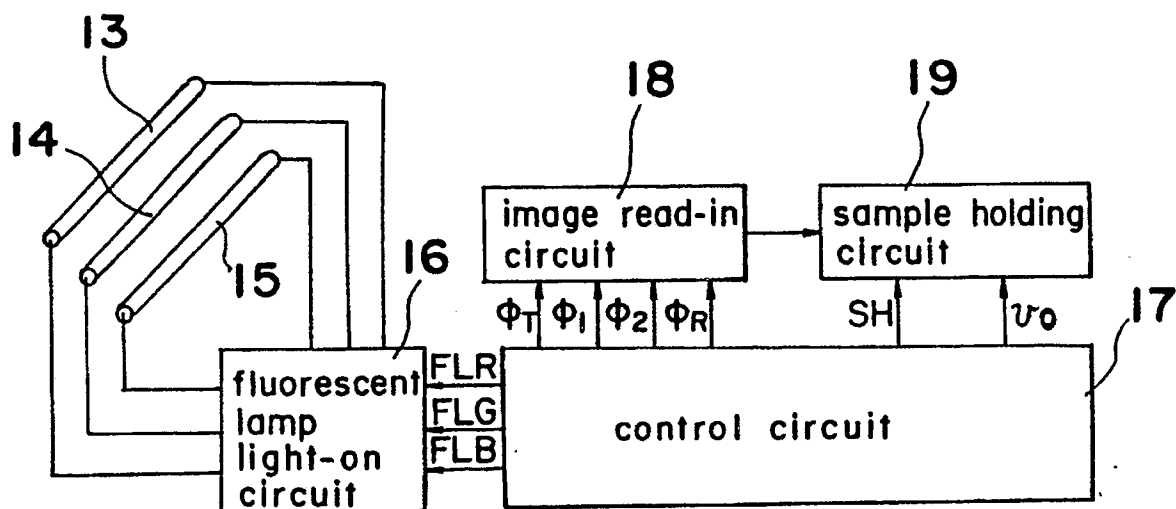 13
18
19
14
image read-in
circuit
sample holding
circuit
15
16
ΦT Φ1 Φ2 ΦR
SH
v0
17
fluorescent
lamp
light-on
circuit
FLR
FLG
FLB
control circuit